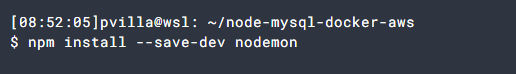 [08:52:05]pvilla@wsl: ~/node-mysql-docker-aws
$ npm install --save-dev nodemon